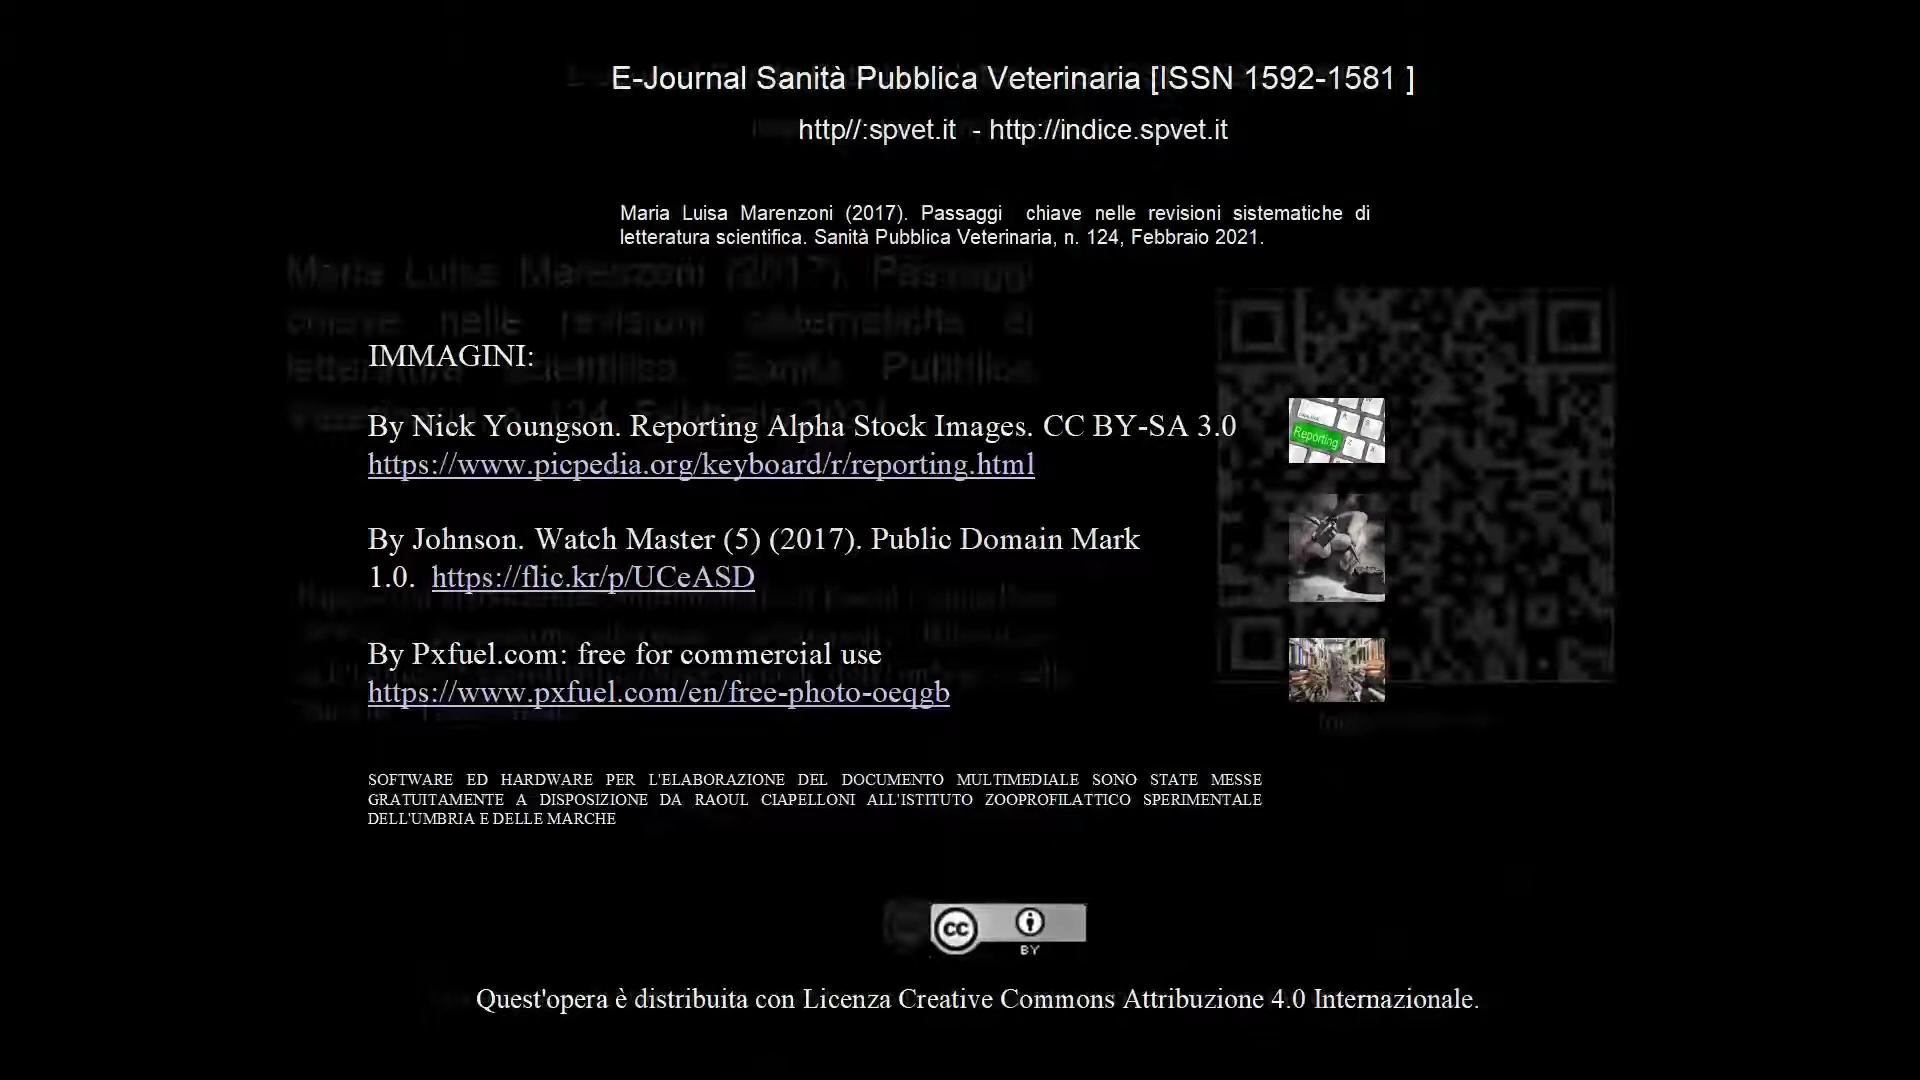 E-Journal Sanità Pubblica Veterinaria [ISSN 1592-1581 ]
http//:spvet.it - http://indice.spvet.it
Maria Luisa Marenzoni (2017). Passaggi chiave nelle revisioni sistematiche di
letteratura scientifica. Sanità Pubblica Veterinaria, n. 124, Febbraio 2021.
IMMAGINI:
By Nick Youngson. Reporting Alpha Stock Images. CC BY-SA 3.0
https://www.picpedia.org/keyboard/r/reporting.html
Reporting
By Johnson. Watch Master (5) (2017). Public Domain Mark
1.0. https://flic.kr/p/UCeASD
By Pxfuel.com: free for commercial use
https://www.pxfuel.com/en/free-photo-oeqgb
SOFTWARE ED HARDWARE PER L'ELABORAZIONE DEL DOCUMENTO MULTIMEDIALE SONO STATE MESSE
GRATUITAMENTE A DISPOSIZIONE DA RAOUL CIAPELLONI ALL'ISTITUTO ZOOPROFILATTICO SPERIMENTALE
DELL'UMBRIA E DELLE MARCHE
cc
BY
Quest'opera è distribuita con Licenza Creative Commons Attribuzione 4.0 Internazionale.